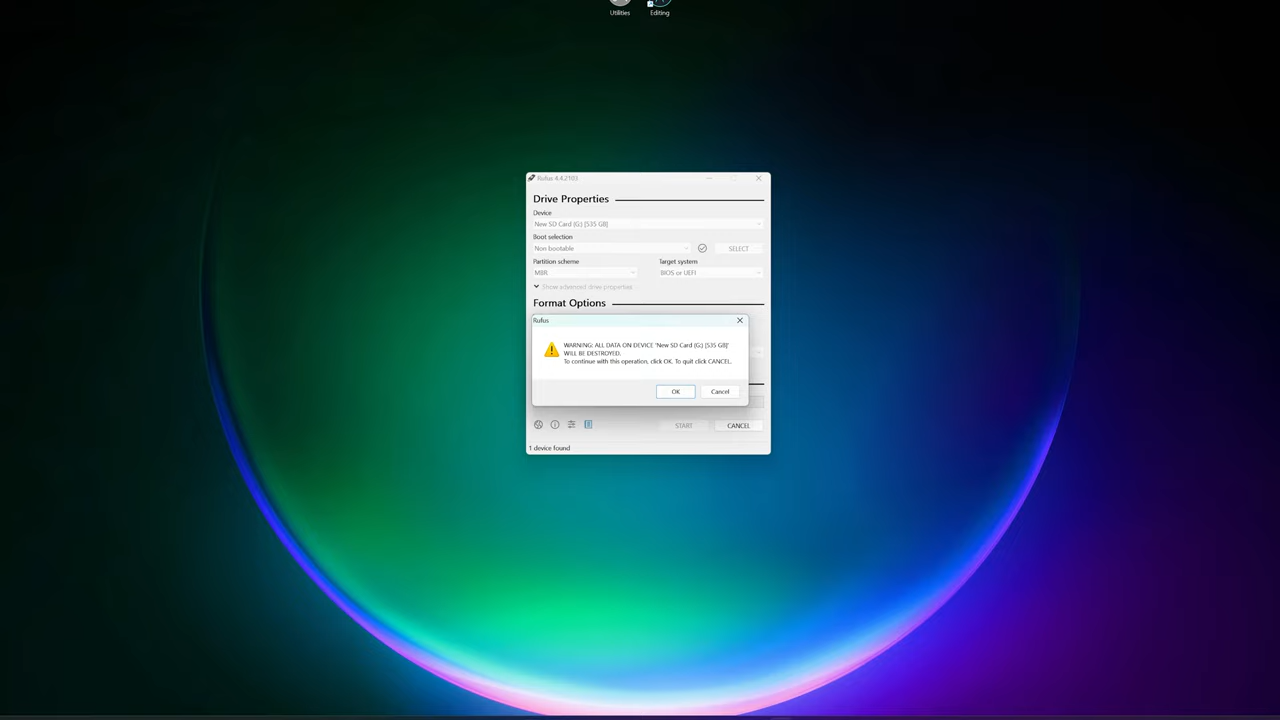 Utilities
Editing
Rufus 4.4.2103
Drive Properties
Device
New SD Card (G:) [535 GB]
Boot selection
Non bootable
SELECT
Partition scheme
Target system
MBR
BIOS or UEFI
Show advanced drive properties
Format Options
Rufus
WARNING: ALL DATA ON DEVICE 'New SD Card (G:) [535 GB]'
WILL BE DESTROYED.
To continue with this operation, click OK. To quit click CANCEL.
OK
Cancel
START
CANCEL
1 device found